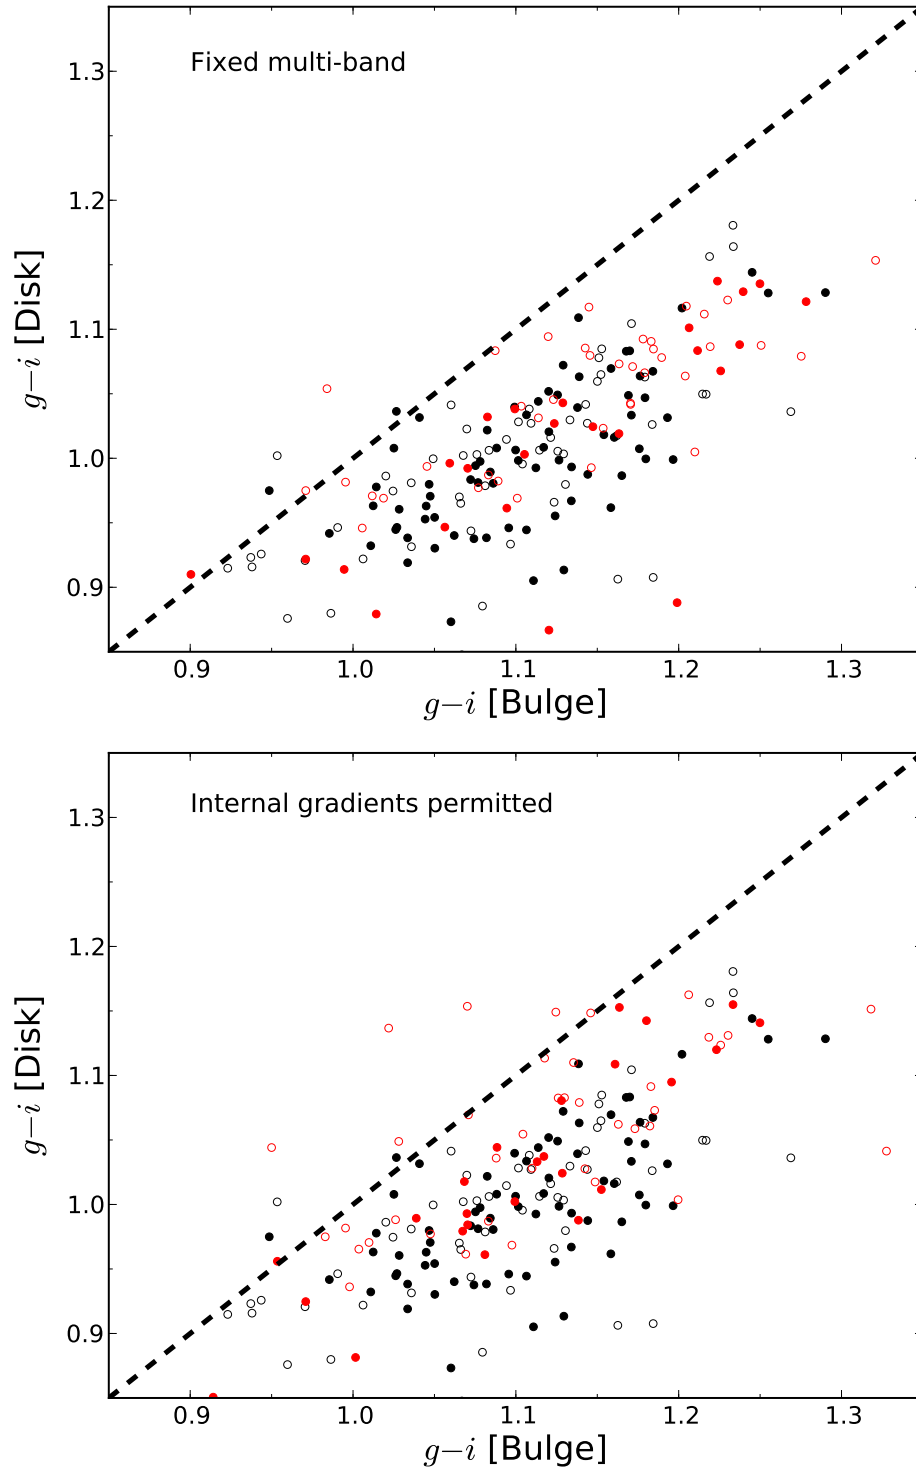 Fixed multi-band
1.3
1.2
1.1
1.0
0.9
g−i [Disk]
0.9 1.0 1.1 1.2 1.3
g−i [Bulge]
Internal gradients permitted
1.3
1.2
1.1
1.0
0.9
g−i [Disk]
0.9 1.0 1.1 1.2 1.3
g−i [Bulge]